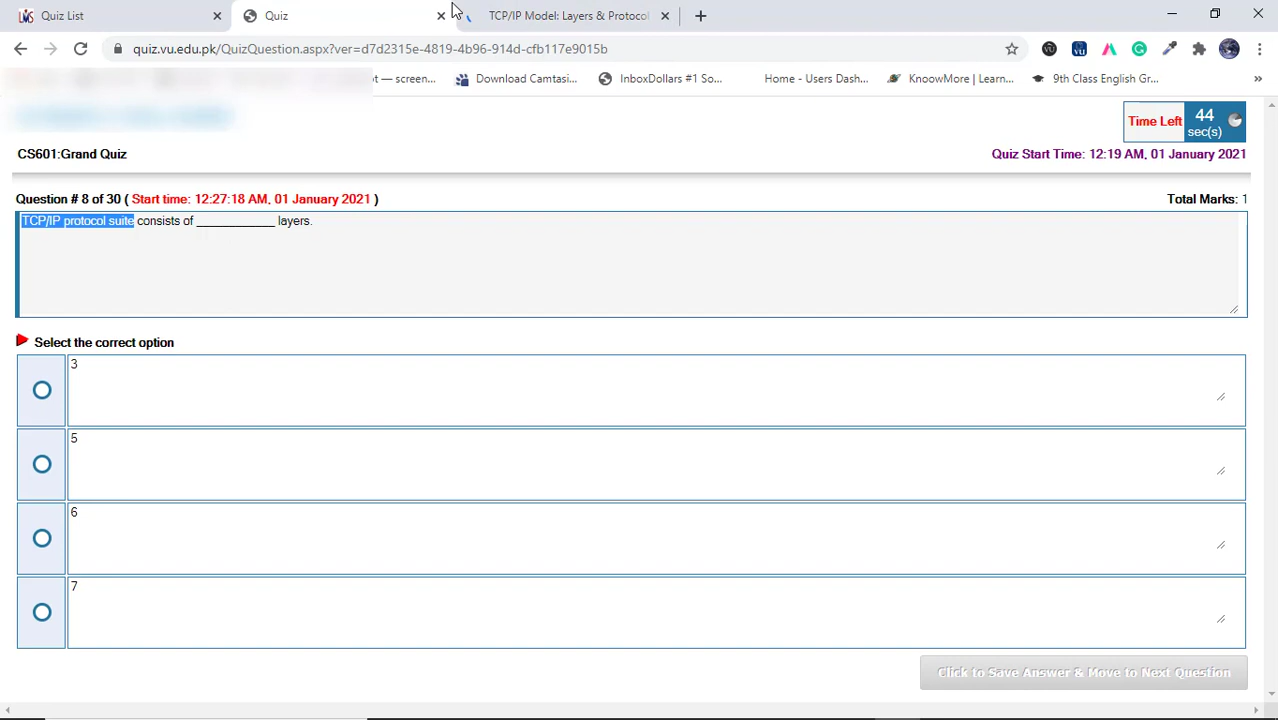 Quiz List
Quiz
TCP/IP Model: Layers & Protocol
quiz.vu.edu.pk/QuizQuestion.aspx?ver=d7d2315e-4819-4b96-914d-cfb117e9015b
ot — screen...
Download Camtasi...
InboxDollars #1 So...
Home - Users Dash...
KnoowMore | Learn...
9th Class English Gr...
»
Time Left
44
sec(s)
CS601:Grand Quiz
Quiz Start Time: 12:19 AM, 01 January 2021
Question # 8 of 30 ( Start time: 12:27:18 AM, 01 January 2021 )
Total Marks: 1
TCP/IP protocol suite consists of _____________ layers.
Select the correct option
3
5
6
7
Click to Save Answer & Move to Next Question